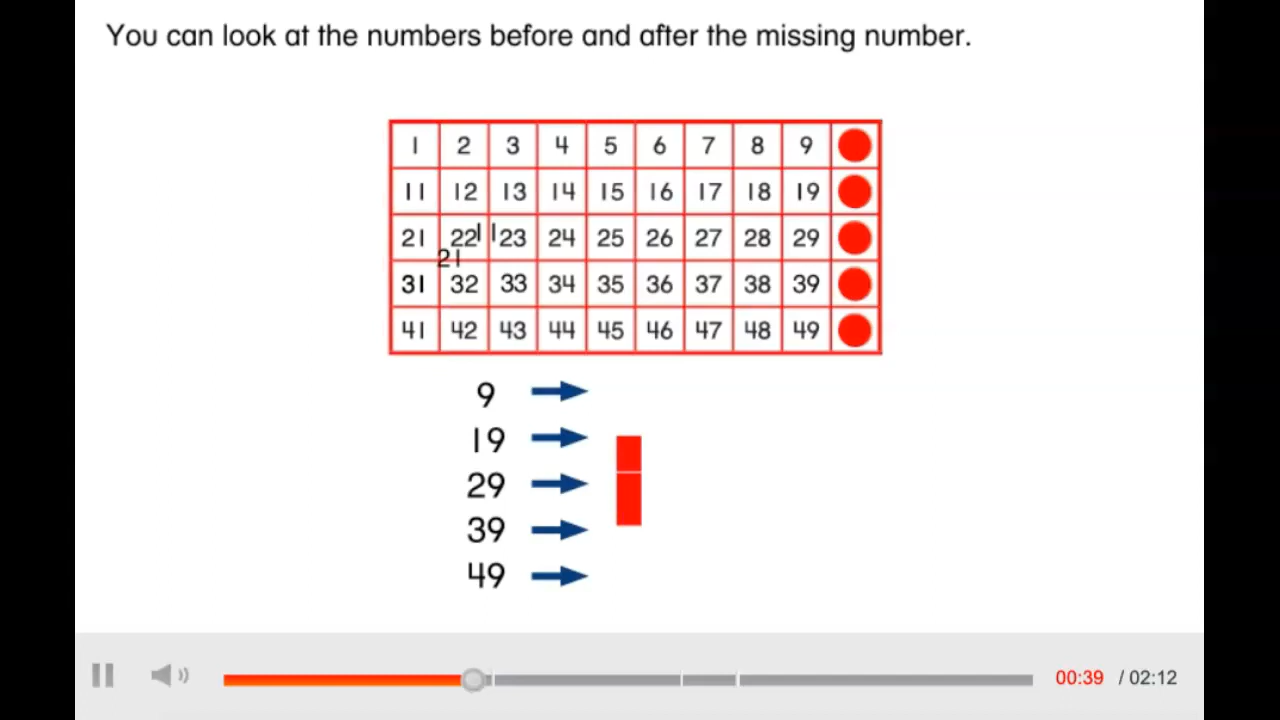 You can look at the numbers before and after the missing number.
1 2 3 4 5 6 7 8 9
11 12 13 14 15 16 17 18 19
21 22 11 23 24 25 26 27 28 29
21
31 32 33 34 35 36 37 38 39
41 42 43 44 45 46 47 48 49
9
19
29
39
49
00:39 / 02:12